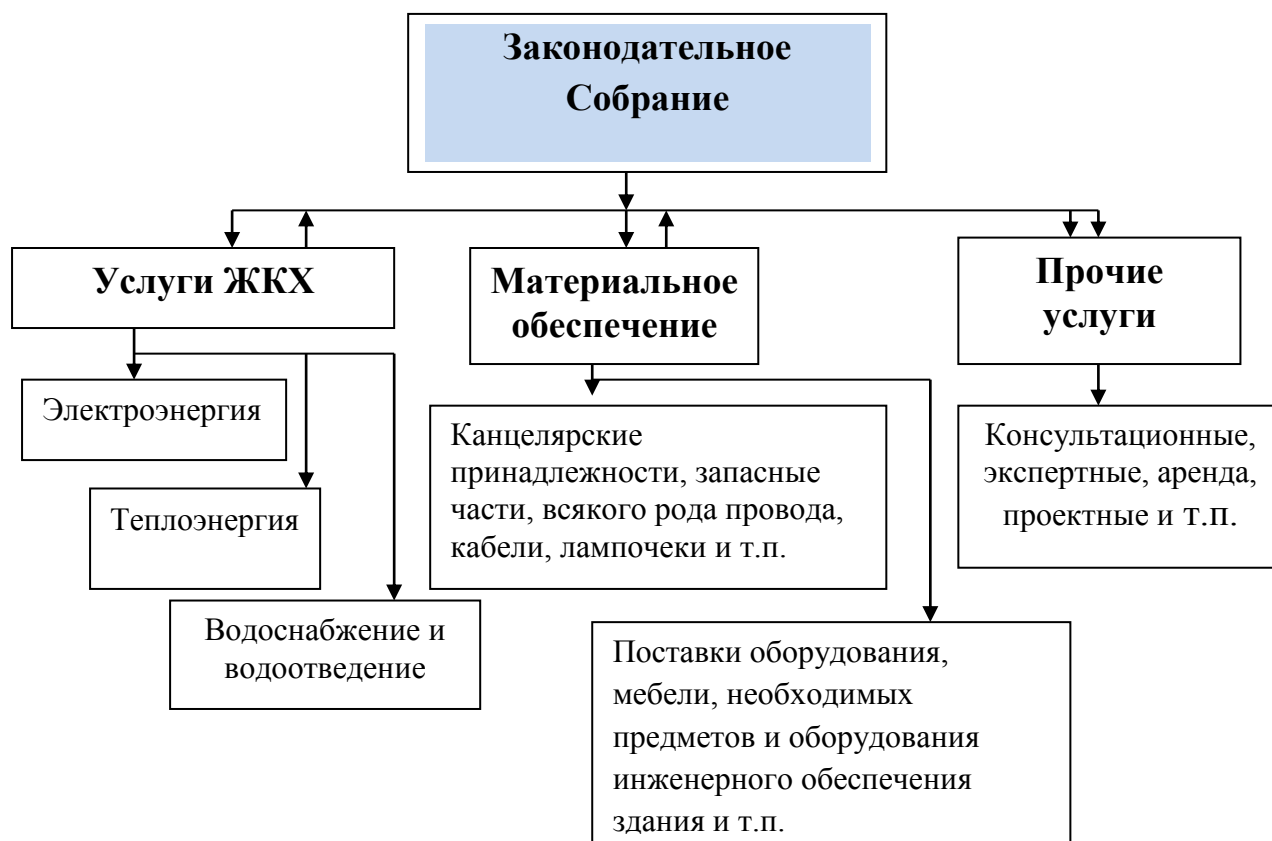 Законодательное
Собрание
Услуги ЖКХ
Материальное
обеспечение
Прочие
услуги
Электроэнергия
Теплоэнергия
Водоснабжение и
водоотведение
Канцелярские
принадлежности, запасные
части, всякого рода провода,
кабели, лампочеки и т.п.
Поставки оборудования,
мебели, необходимых
предметов и оборудования
инженерного обеспечения
здания и т.п.
Консультационные,
экспертные, аренда,
проектные и т.п.